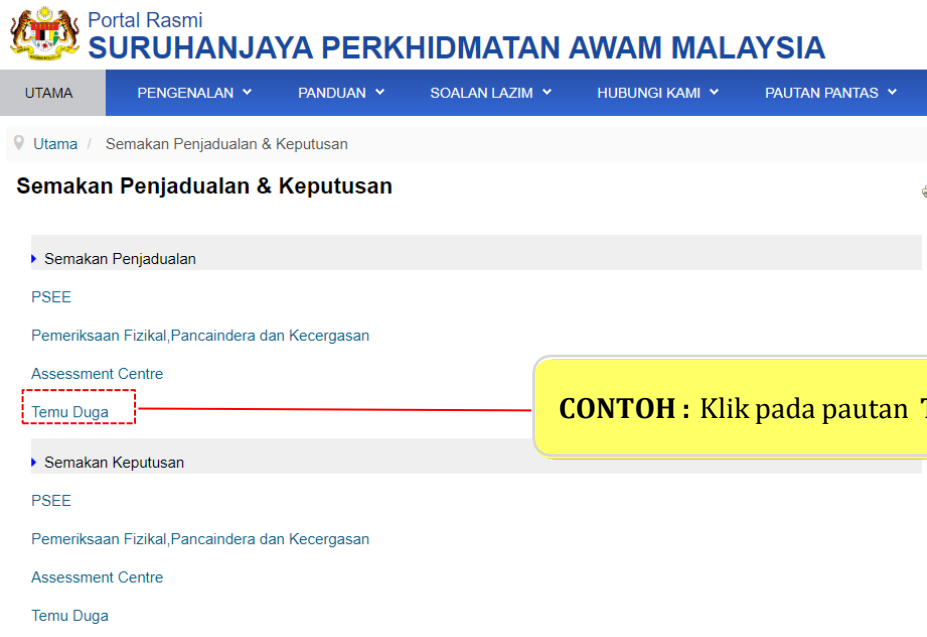 Portal Rasmi
SURUHANJAYA PERKHIDMATAN AWAM MALAYSIA
UTAMA PENGENALAN PANDUAN SOALAN LAZIM HUBUNGI KAMI PAUTAN PANTAS
Utama / Semakan Penjadualan & Keputusan
Semakan Penjadualan & Keputusan
Semakan Penjadualan
PSEE
Pemeriksaan Fizikal,Pancaindera dan Kecergasan
Assessment Centre
Temu Duga
CONTOH : Klik pada pautan
Semakan Keputusan
PSEE
Pemeriksaan Fizikal,Pancaindera dan Kecergasan
Assessment Centre
Temu Duga